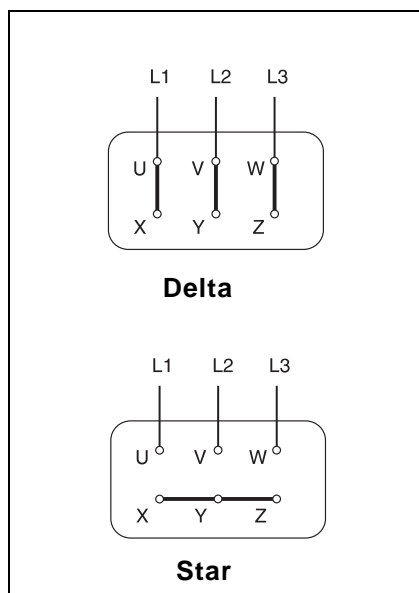 L1 L2 L3
U V W
X Y Z
Delta
L1 L2 L3
U V W
X Y Z
Star